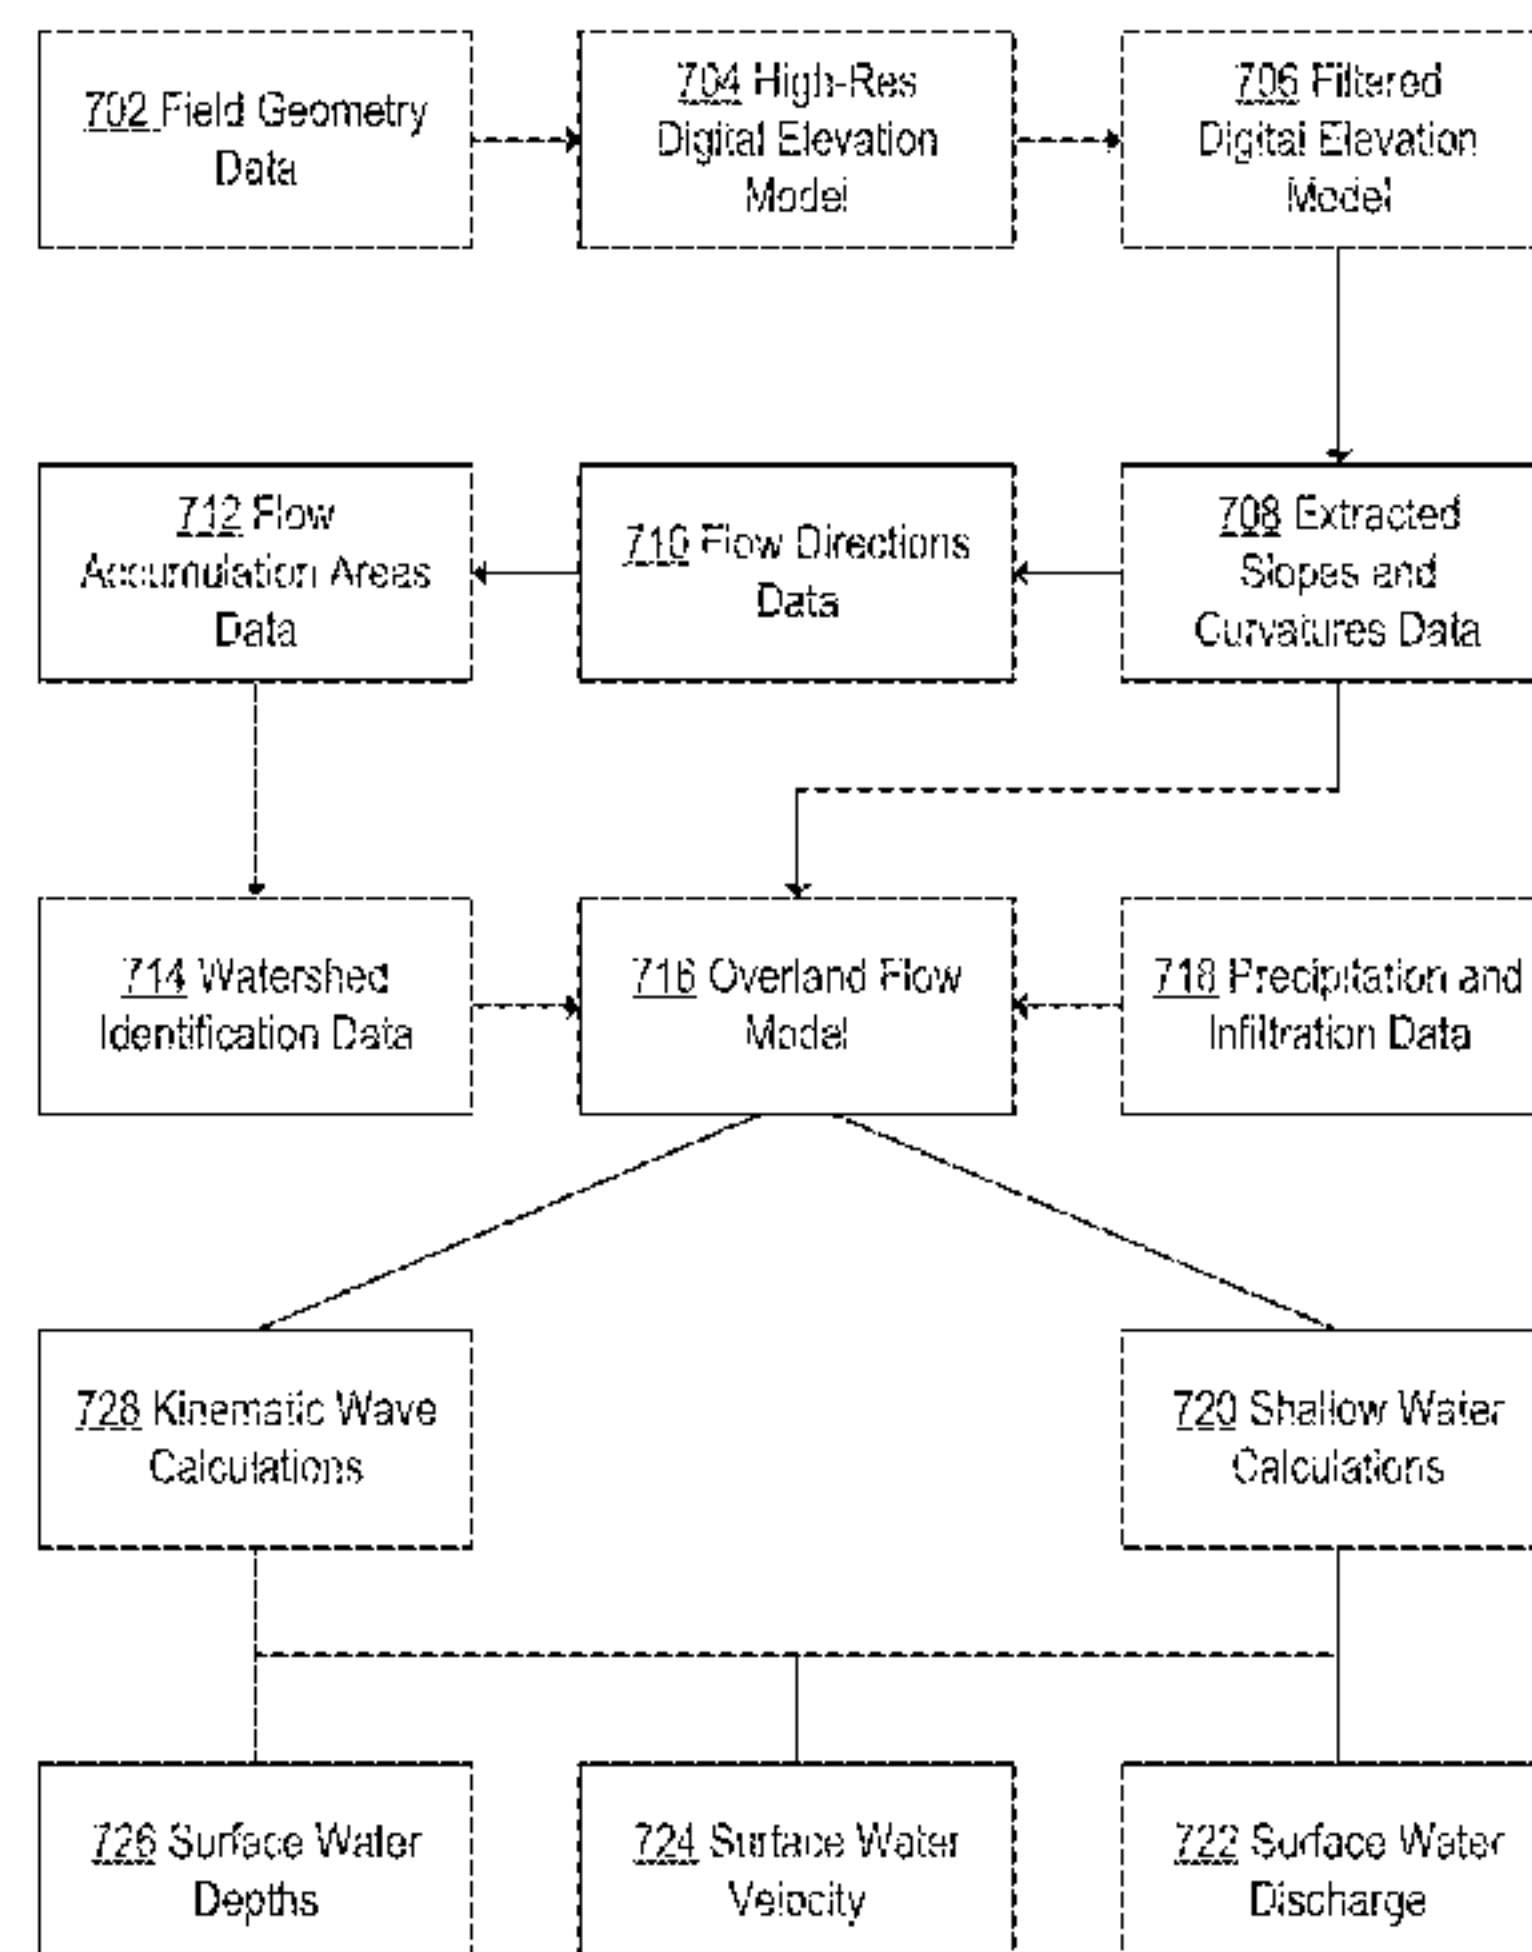 702 Field Geometry
Data
704 High-Res
Digital Elevation
Model
706 Filtered
Digital Elevation
Model
712 Flow
Accumulation Areas
Data
710 Flow Directions
Data
708 Extracted
Slopes and
Curvatures Data
714 Watershed
Identification Data
716 Overland Flow
Model
718 Precipitation and
Infiltration Data
728 Kinematic Wave
Calculations
720 Shallow Water
Calculations
726 Surface Water
Depths
724 Surface Water
Velocity
722 Surface Water
Discharge